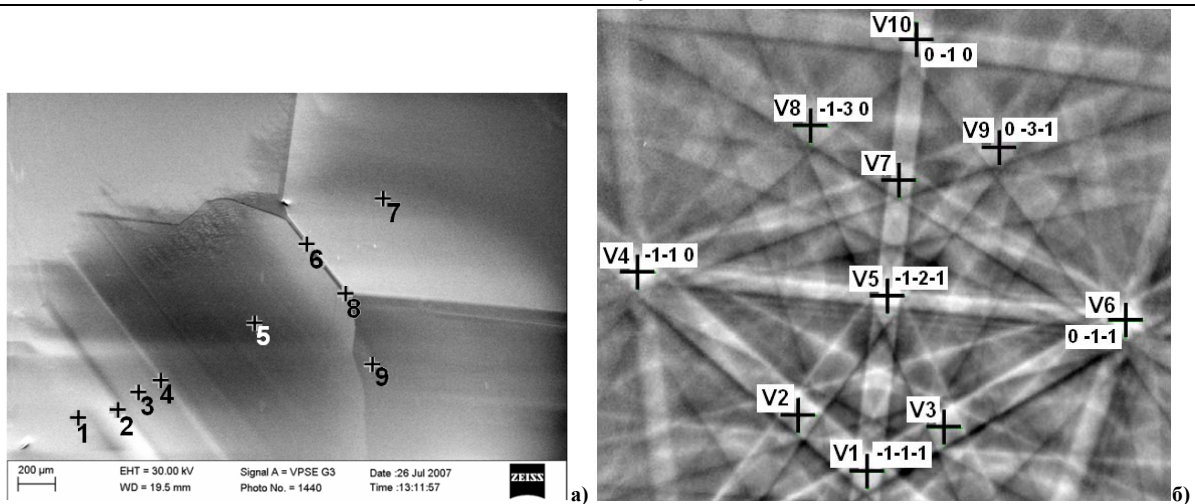 7
6
8
5
9
4
3
2
1
200 µm
EHT = 30.00 kV
WD = 19.5 mm
Signal A = VPSE G3
Photo No. = 1440
Date :26 Jul 2007
Time :13:11:57
ZEISS
а)
V10
0 -1 0
V8 -1-3 0
V9 0 -3-1
V7
V4 -1-1 0
V5 -1-2-1
V6
0 -1-1
V2
V3
V1 -1-1-1
б)